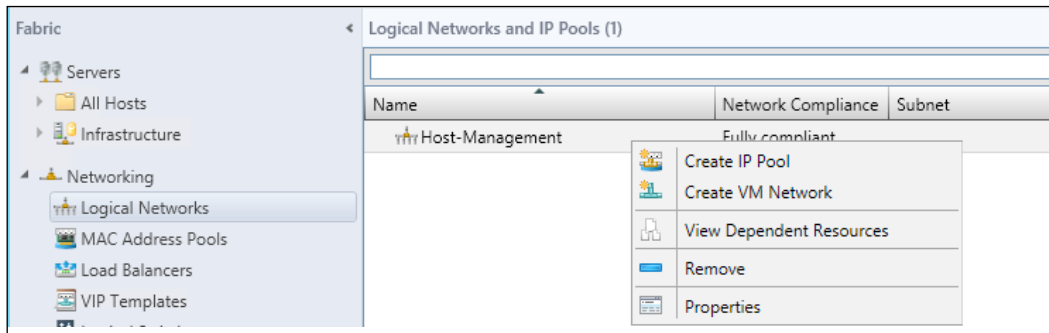 Fabric
Logical Networks and IP Pools (1)
Servers
All Hosts
Infrastructure
Networking
Logical Networks
MAC Address Pools
Load Balancers
VIP Templates
Name Network Compliance Subnet
Host-Management Fully compliant
Create IP Pool
Create VM Network
View Dependent Resources
Remove
Properties